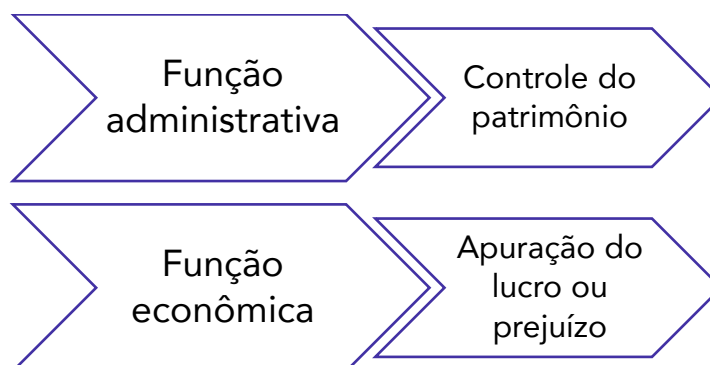 Função
administrativa
Controle do
patrimônio
Função
econômica
Apuração do
lucro ou
prejuízo